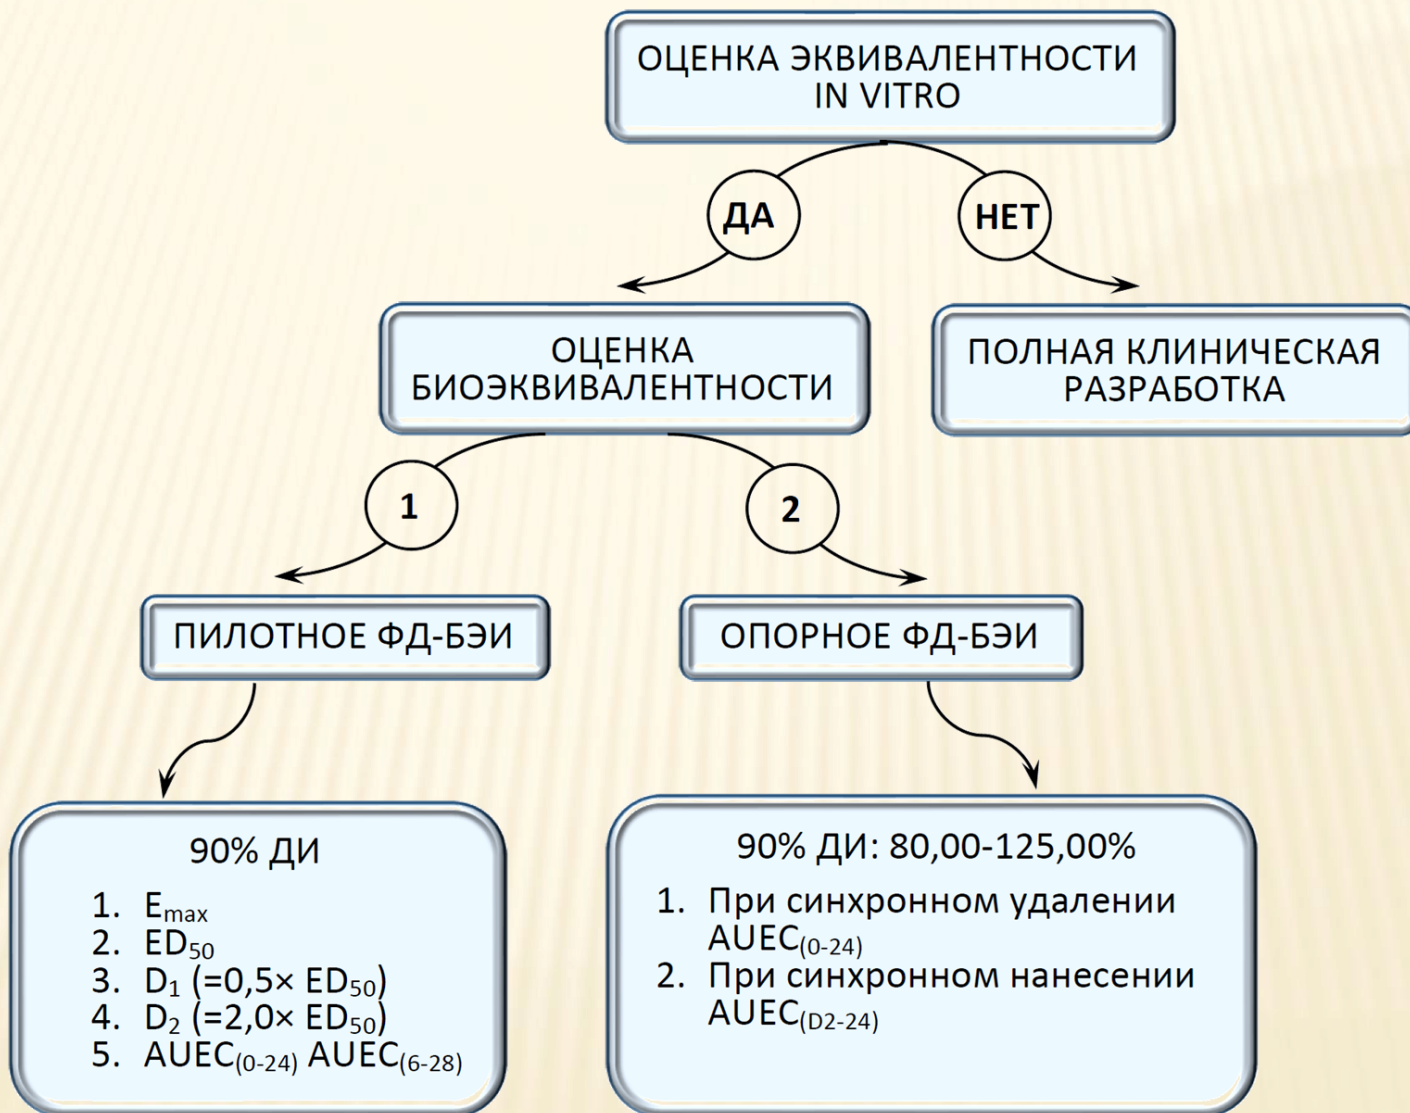 ОЦЕНКА ЭКВИВАЛЕНТНОСТИ
IN VITRO
ДА
НЕТ
ОЦЕНКА
БИОЭКВИВАЛЕНТНОСТИ
ПОЛНАЯ КЛИНИЧЕСКАЯ
РАЗРАБОТКА
1
2
ПИЛОТНОЕ ФД-БЭИ
ОПОРНОЕ ФД-БЭИ
90% ДИ
1. Emax
2. ED50
3. D1 (=0,5× ED50)
4. D2 (=2,0× ED50)
5. AUEC(0-24) AUEC(6-28)
90% ДИ: 80,00-125,00%
1. При синхронном удалении
AUEC(0-24)
2. При синхронном нанесении
AUEC(D2-24)